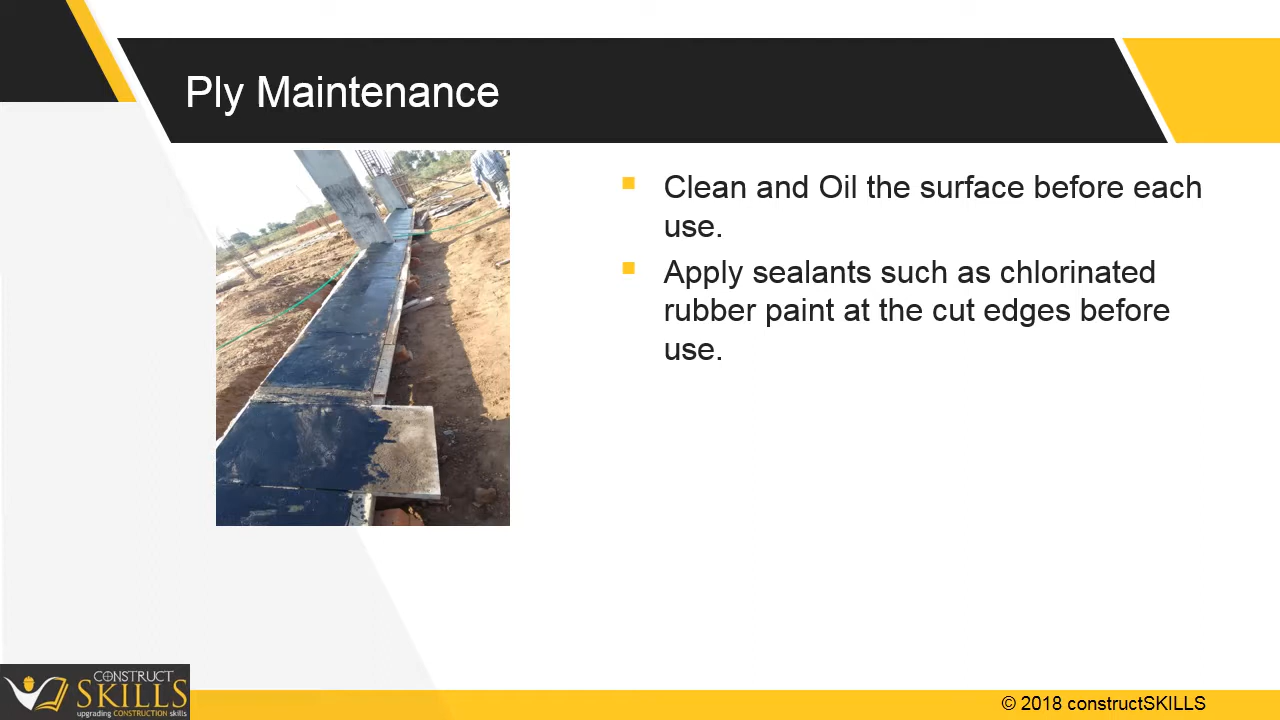 Ply Maintenance
Clean and Oil the surface before each
use.
Apply sealants such as chlorinated
rubber paint at the cut edges before
use.
CONSTRUCT
SKILLS
upgrading CONSTRUCTION skills
© 2018 constructSKILLS